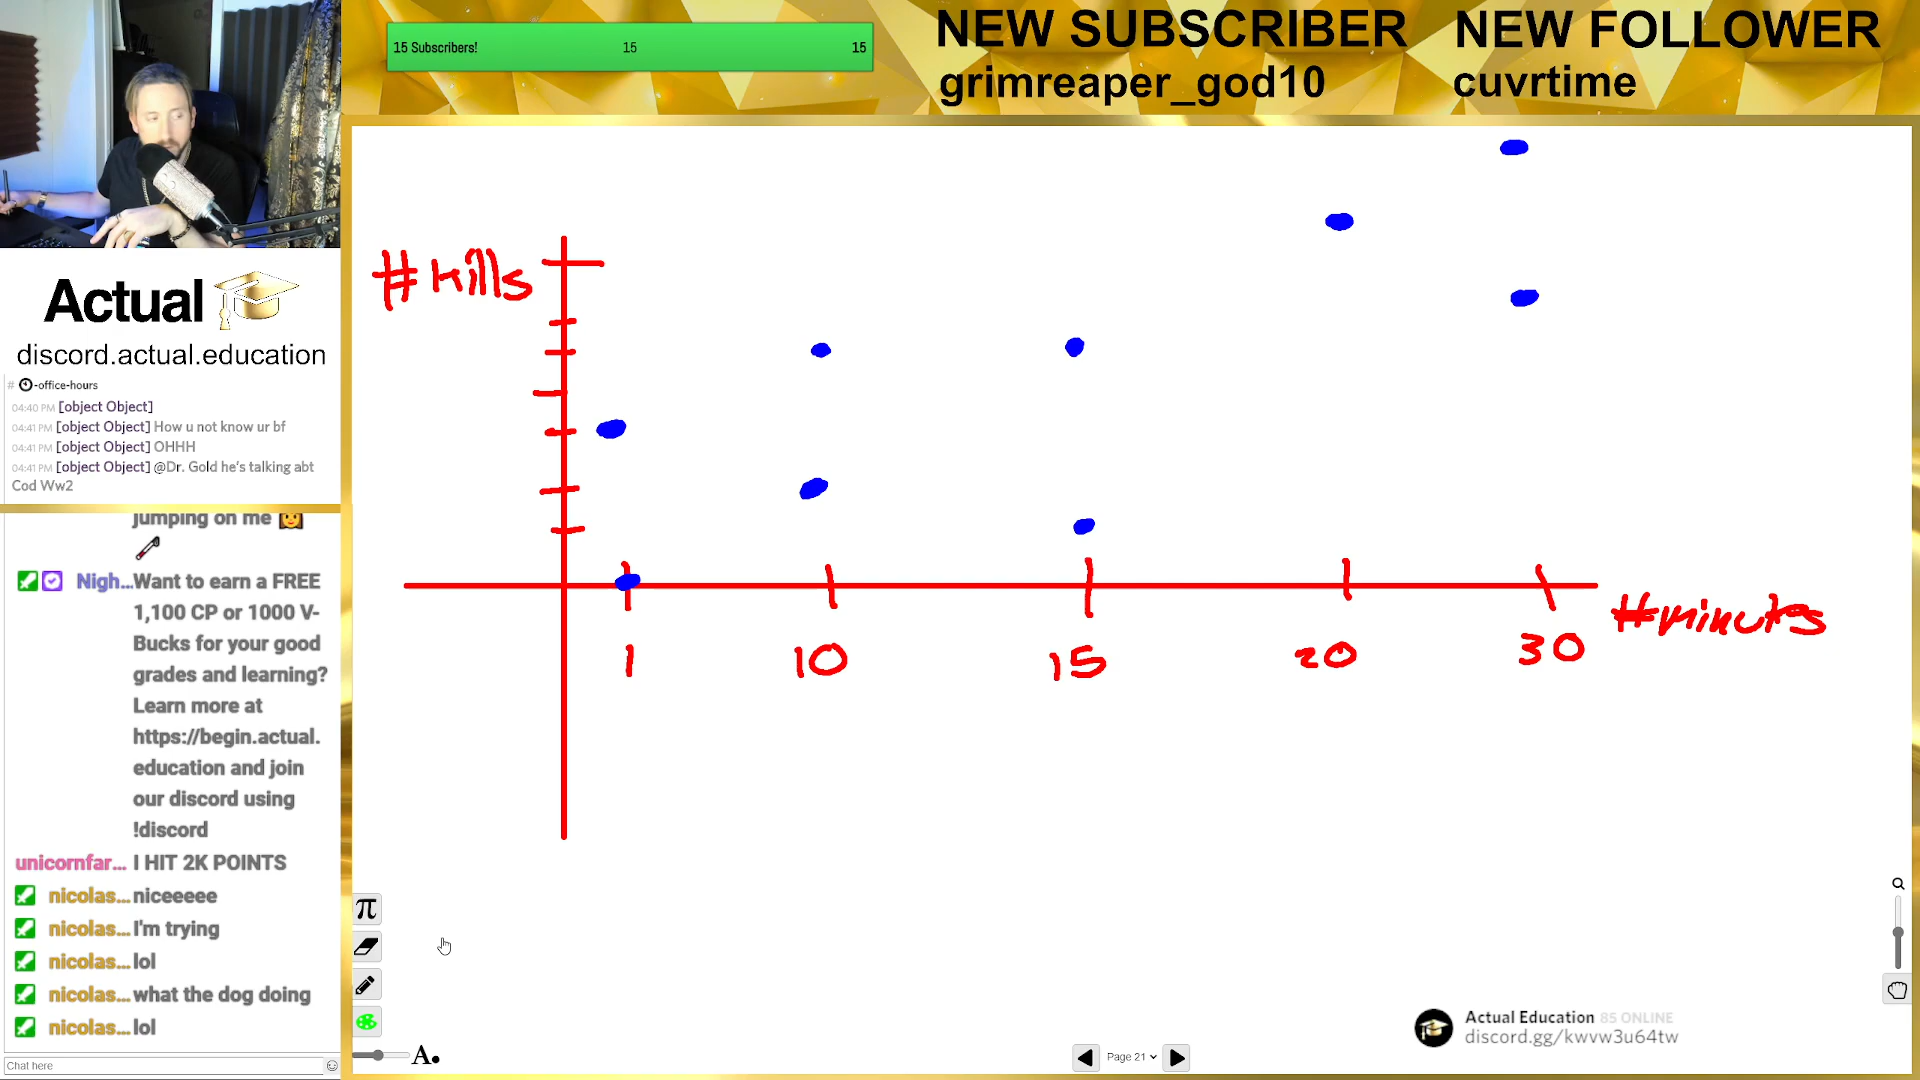 15 Subscribers! 15 15
NEW SUBSCRIBER
grimreaper_god10
NEW FOLLOWER
cuvrtime
Actual
discord.actual.education
# -office-hours
04:40 PM [object Object]
04:41 PM [object Object] How u not know ur bf
04:41 PM [object Object] OHHH
04:41 PM [object Object] @Dr. Gold he's talking abt
Cod Ww2
jumping on me
Nigh... Want to earn a FREE
1,100 CP or 1000 V-
Bucks for your good
grades and learning?
Learn more at
https://begin.actual.
education and join
our discord using
!discord
unicornfar... I HIT 2K POINTS
nicolas... niceeeee
nicolas... I'm trying
nicolas... lol
nicolas... what the dog doing
nicolas... lol
Chat here
# kills
1 10 15 20 30
# minutes
π
A.
Page 21
Actual Education 85 ONLINE
discord.gg/kwvw3u64tw